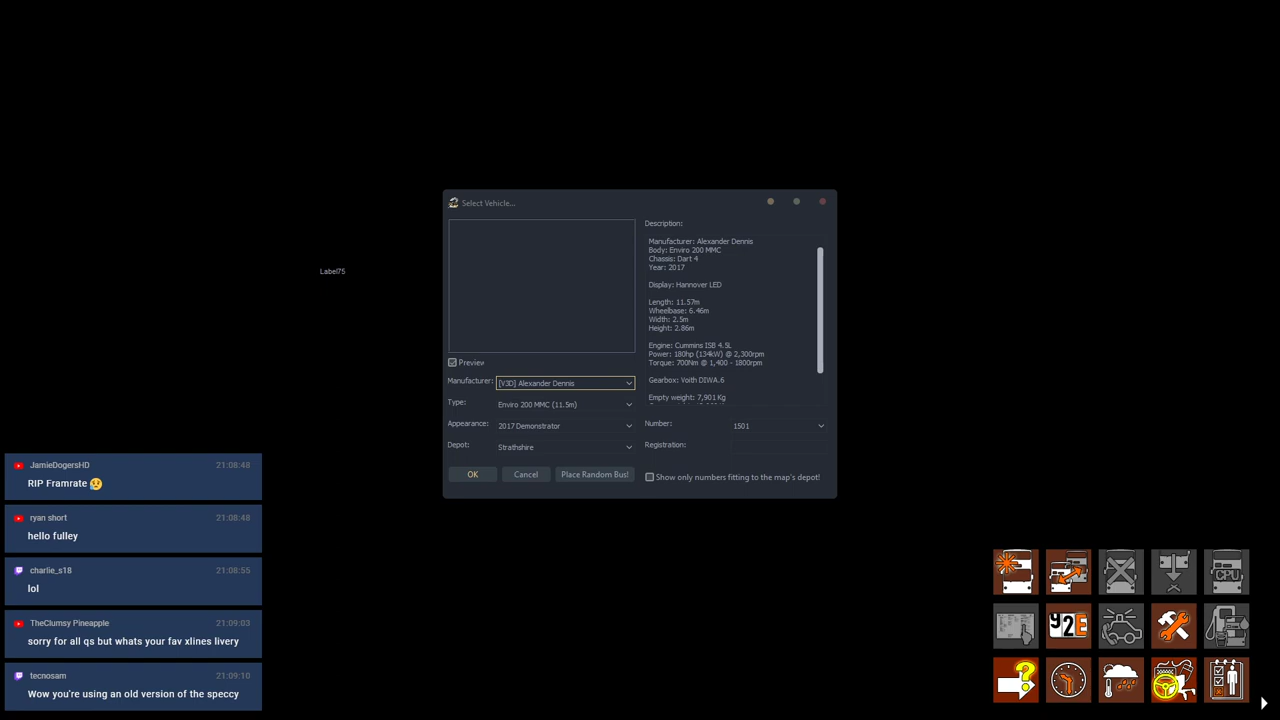 Select Vehicle...
Description:
Manufacturer: Alexander Dennis
Body: Enviro 200 MMC
Chassis: Dart 4
Year: 2017
Display: Hannover LED
Length: 11.57m
Wheelbase: 6.46m
Width: 2.5m
Height: 2.86m
Engine: Cummins ISB 4.5L
Power: 180hp (134kW) @ 2,300rpm
Torque: 700Nm @ 1,400 - 1800rpm
Gearbox: Voith DIWA.6
Empty weight: 7,901 Kg
Label75
Preview
Manufacturer: [V3D] Alexander Dennis
Type: Enviro 200 MMC (11.5m)
Appearance: 2017 Demonstrator
Number: 1501
Depot: Strathshire
Registration:
OK Cancel Place Random Bus!
Show only numbers fitting to the map's depot!
JamieDogersHD 21:08:48
RIP Framrate 😢
ryan short 21:08:48
hello fulley
charlie_s18 21:08:55
lol
TheClumsy Pineapple 21:09:03
sorry for all qs but whats your fav xlines livery
tecnosam 21:09:10
Wow you're using an old version of the speccy
CPU
92E
?